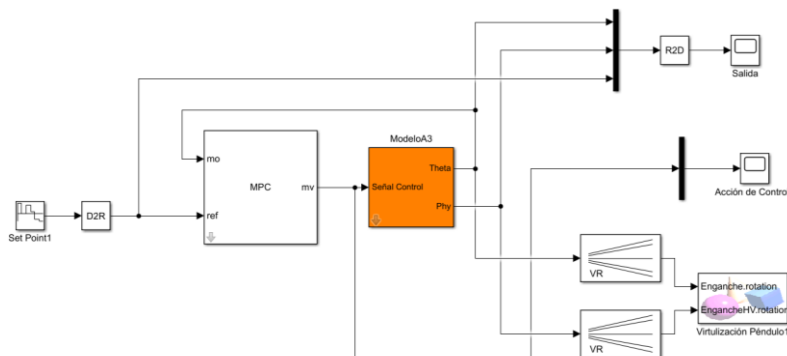 R2D
Salida
ModeloA3
mo
MPC
mv
ref
Theta
Señal Control
Phy
Acción de Contro
Set Point1
D2R
VR
Enganche.rotation
EngancheHV.rotation
Virtulización Péndulo1
VR